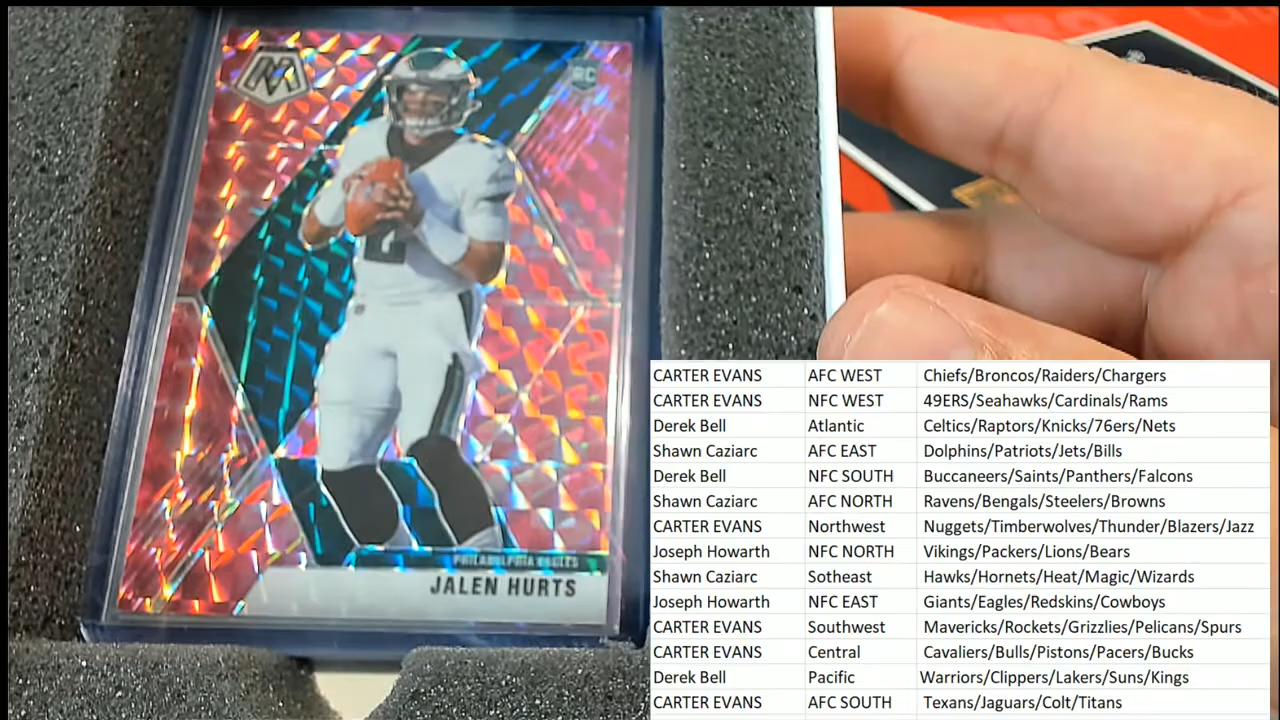 RC
2
PHILADELPHIA EAGLES
JALEN HURTS
CARTER EVANS AFC WEST Chiefs/Broncos/Raiders/Chargers
CARTER EVANS NFC WEST 49ERS/Seahawks/Cardinals/Rams
Derek Bell Atlantic Celtics/Raptors/Knicks/76ers/Nets
Shawn Caziarc AFC EAST Dolphins/Patriots/Jets/Bills
Derek Bell NFC SOUTH Buccaneers/Saints/Panthers/Falcons
Shawn Caziarc AFC NORTH Ravens/Bengals/Steelers/Browns
CARTER EVANS Northwest Nuggets/Timberwolves/Thunder/Blazers/Jazz
Joseph Howarth NFC NORTH Vikings/Packers/Lions/Bears
Shawn Caziarc Sotheast Hawks/Hornets/Heat/Magic/Wizards
Joseph Howarth NFC EAST Giants/Eagles/Redskins/Cowboys
CARTER EVANS Southwest Mavericks/Rockets/Grizzlies/Pelicans/Spurs
CARTER EVANS Central Cavaliers/Bulls/Pistons/Pacers/Bucks
Derek Bell Pacific Warriors/Clippers/Lakers/Suns/Kings
CARTER EVANS AFC SOUTH Texans/Jaguars/Colt/Titans